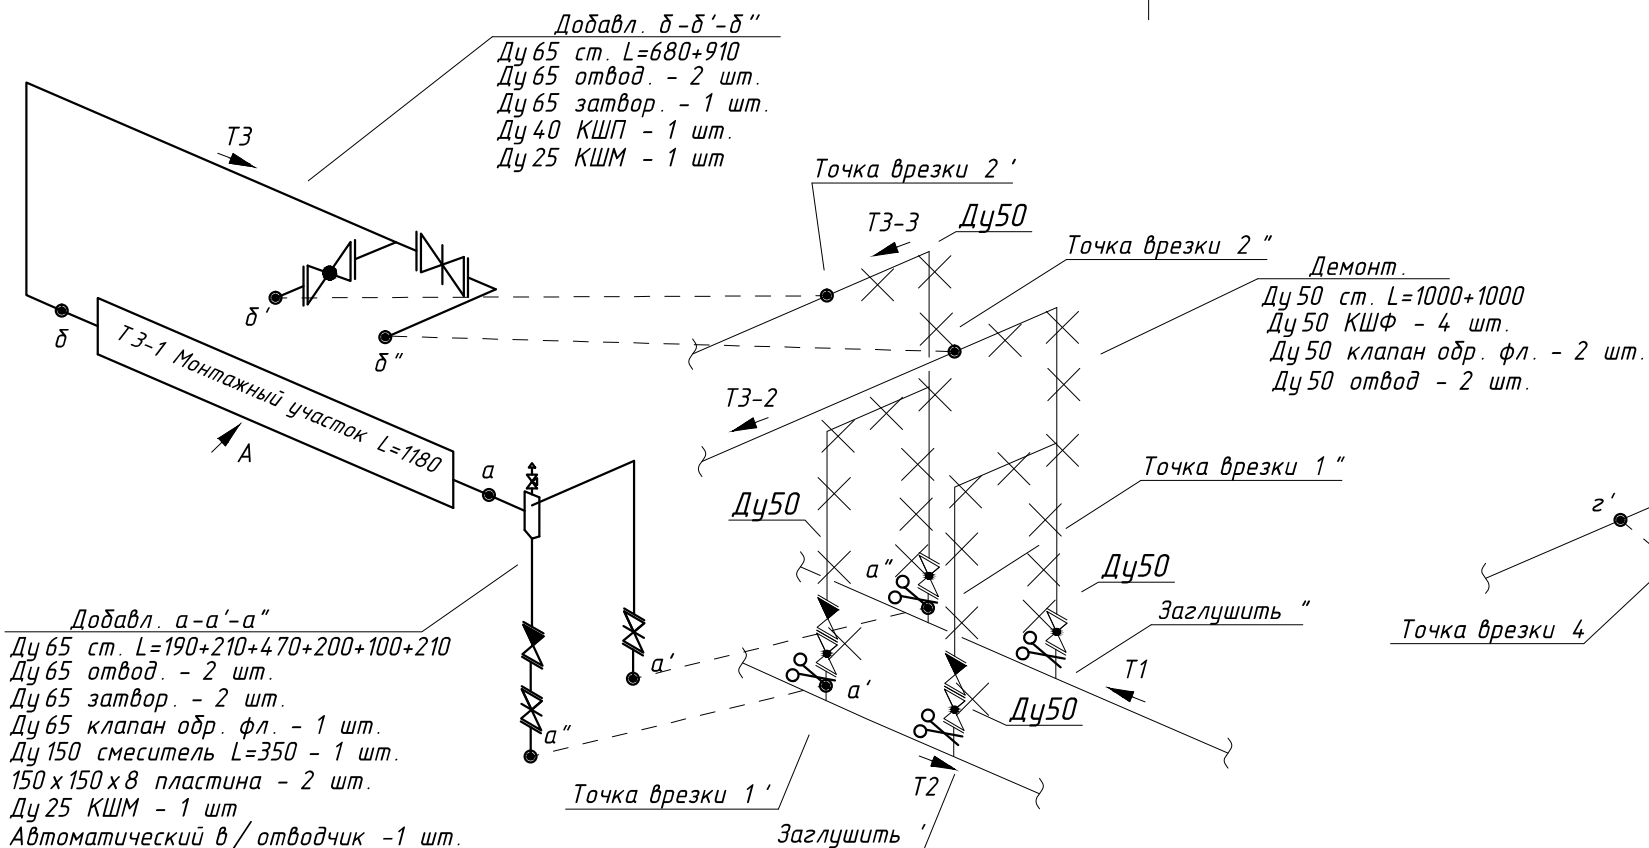 Добавл. δ-δ'-δ"
Ду 65 ст. L=680+910
Ду 65 отвод. - 2 шт.
Ду 65 затвор. - 1 шт.
Ду 40 КШП - 1 шт.
Ду 25 КШМ - 1 шт
Т3
δ'
δ"
δ
Т3-1 Монтажный участок L=1180
А
а
Точка врезки 2 '
Т3-3
Ду50
Точка врезки 2 "
Демонт.
Ду 50 ст. L=1000+1000
Ду 50 КШФ - 4 шт.
Ду 50 клапан обр. фл. - 2 шт.
Ду 50 отвод - 2 шт.
Т3-2
Точка врезки 1 "
Ду50
а"
Ду50
Заглушить "
г'
Точка врезки 4
Добавл. а-а'-а"
Ду 65 ст. L=190+210+470+200+100+210
Ду 65 отвод. - 2 шт.
Ду 65 затвор. - 2 шт.
Ду 65 клапан обр. фл. - 1 шт.
Ду 150 смеситель L=350 - 1 шт.
150 х 150 х 8 пластина - 2 шт.
Ду 25 КШМ - 1 шт
Автоматический в/отводчик -1 шт.
а'
а"
а'
Т1
Ду50
Т2
Точка врезки 1 '
Заглушить '